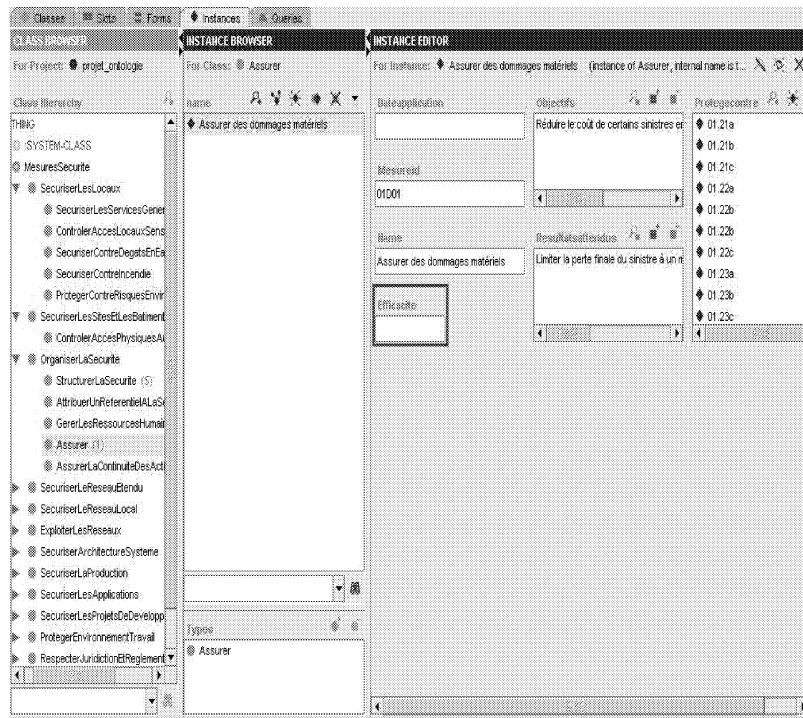 Classes Slots Forms Instances Queries
CLASS BROWSER
For Project: projet_ontologie
Class Hierarchy
THING
:SYSTEM-CLASS
MesuresSecurite
SecuriserLesLocaux
SecuriserLesServicesGener
ControlerAccesLocauxSens
SecuriserContreDegatsEnEa
SecuriserContreIncendie
ProtegerContreRisquesEnvir
SecuriserLesSitesEtLesBatiment
ControlerAccesPhysiquesAu
OrganiserLaSecurite
StructurerLaSecurite (5)
AttribuerUnReferentielALaSe
GererLesRessourcesHumain
Assurer (1)
AssurerLaContinuiteDesActi
SecuriserLeReseauEtendu
SecuriserLeReseauLocal
ExploiterLesReseaux
SecuriserArchitectureSysteme
SecuriserLaProduction
SecuriserLesApplications
SecuriserLesProjetsDeDevelopp
ProtegerEnvironnementTravail
RespecterJuridictionEtReglement
INSTANCE BROWSER
For Class: Assurer
name
Assurer des dommages matériels
Types
Assurer
INSTANCE EDITOR
For Instance: Assurer des dommages matériels (instance of Assurer, internal name is t...
Dateapplication
Mesureid
01D01
Name
Assurer des dommages matériels
Efficacite
Objectifs
Réduire le coût de certains sinistres en
Resultatsattendus
Limiter la perte finale du sinistre à un n
Protegecontre
01.21a
01.21b
01.21c
01.22a
01.22b
01.22b
01.22c
01.23a
01.23b
01.23c